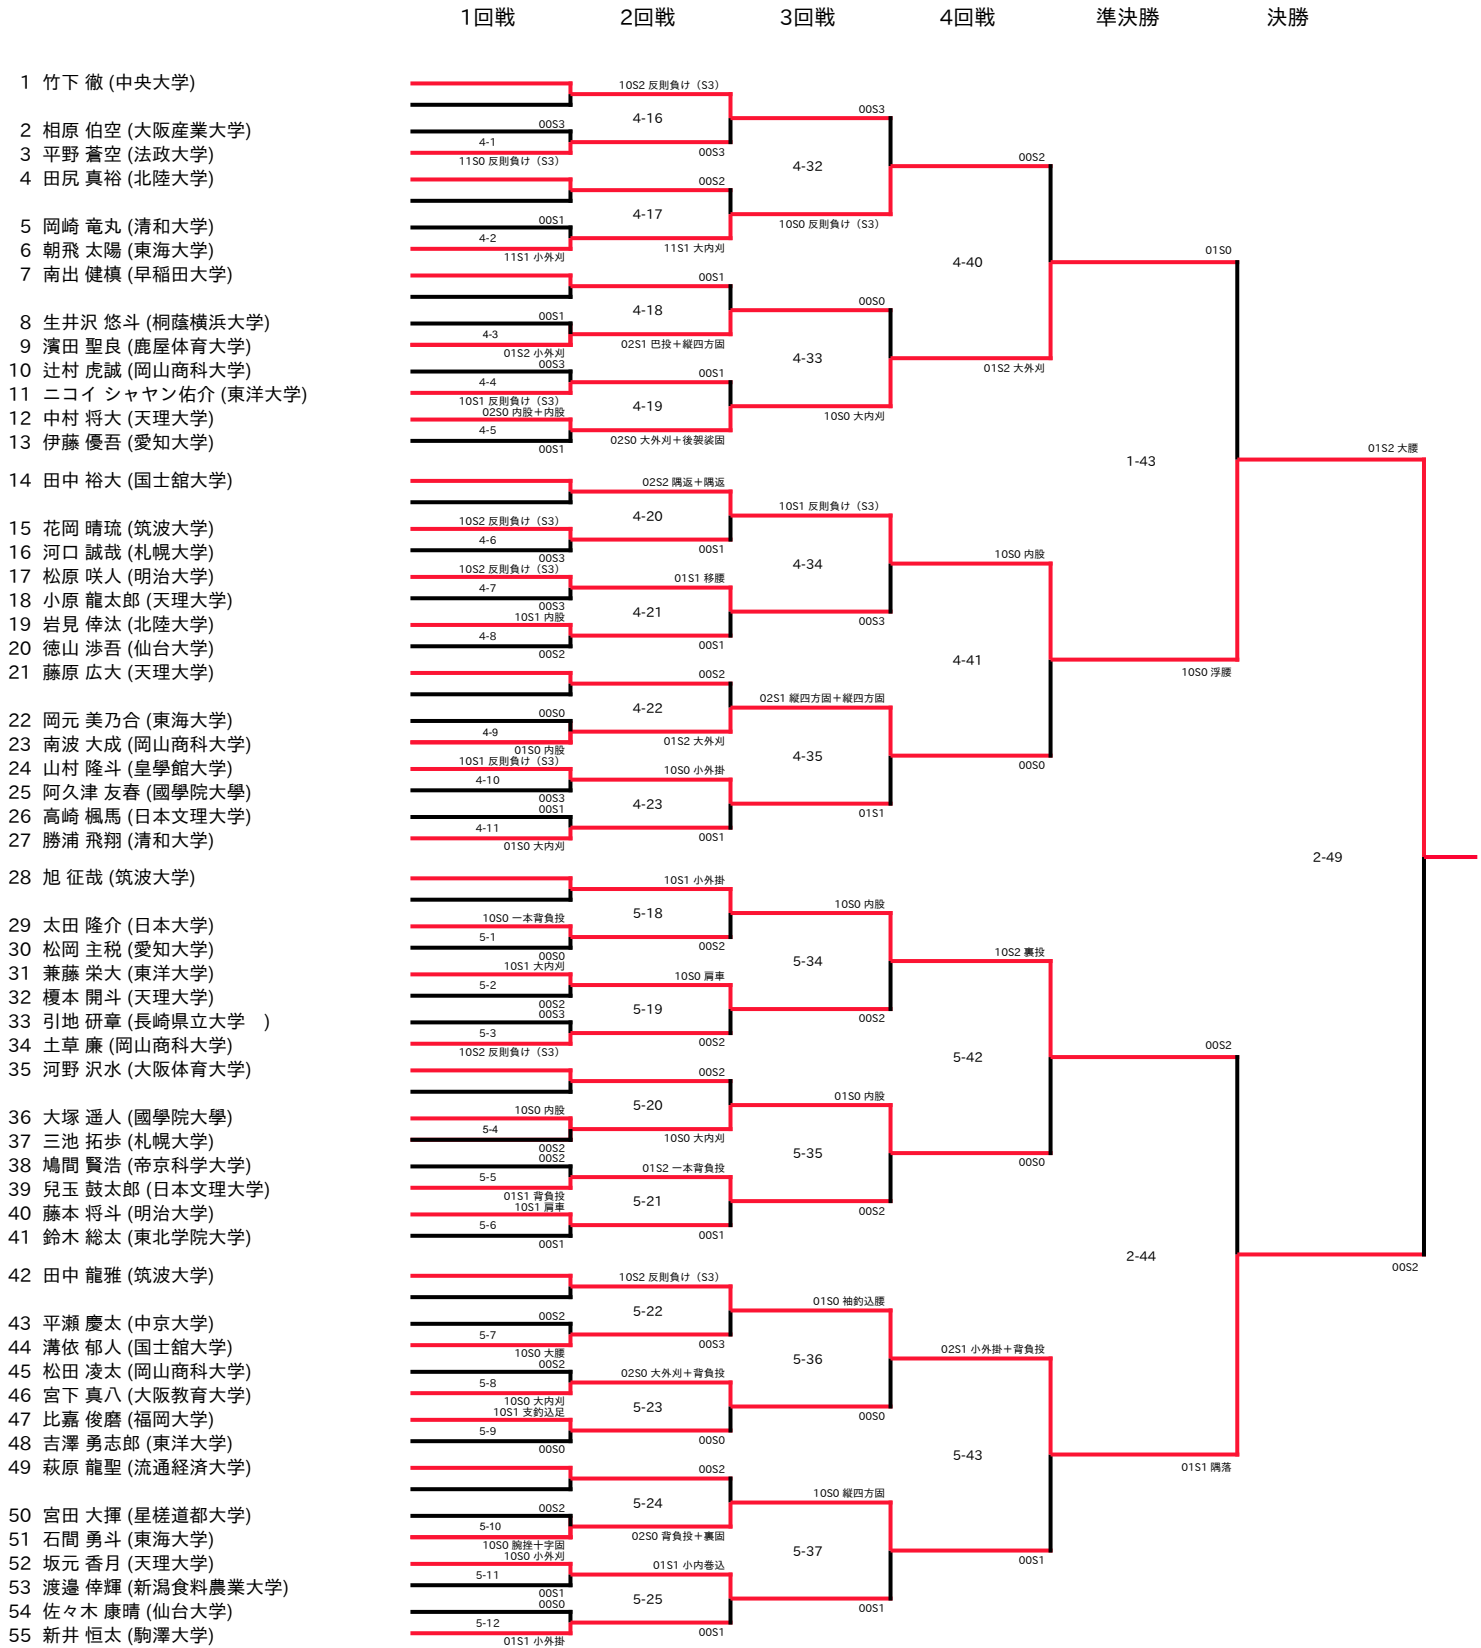 1回戦 2回戦 3回戦 4回戦 準決勝 決勝
1 竹下 徹 (中央大学)
10S2 反則負け（S3）
4-16
00S3
2 相原 伯空 (大阪産業大学)
00S3
4-1
3 平野 蒼空 (法政大学)
11S0 反則負け（S3）
00S3
4-32
00S2
4 田尻 真裕 (北陸大学)
00S2
4-17
10S0 反則負け（S3）
5 岡崎 竜丸 (清和大学)
00S1
4-2
6 朝飛 太陽 (東海大学)
11S1 小外刈
11S1 大内刈
01S0
4-40
7 南出 健槙 (早稲田大学)
00S1
4-18
00S0
8 生井沢 悠斗 (桐蔭横浜大学)
00S1
4-3
9 濱田 聖良 (鹿屋体育大学)
01S2 小外刈
02S1 巴投＋縦四方固
4-33
01S2 大外刈
10 辻村 虎誠 (岡山商科大学)
00S3
4-4
11 ニコイ シャヤン佑介 (東洋大学)
10S1 反則負け（S3）
00S1
4-19
10S0 大内刈
12 中村 将大 (天理大学)
02S0 内股＋内股
4-5
13 伊藤 優吾 (愛知大学)
00S1
02S0 大外刈＋後袈裟固
01S2 大腰
1-43
14 田中 裕大 (国士舘大学)
02S2 隅返＋隅返
4-20
10S1 反則負け（S3）
15 花岡 晴琉 (筑波大学)
10S2 反則負け（S3）
4-6
16 河口 誠哉 (札幌大学)
00S3
00S1
4-34
10S0 内股
17 松原 咲人 (明治大学)
10S2 反則負け（S3）
4-7
18 小原 龍太郎 (天理大学)
00S3
01S1 移腰
4-21
00S3
19 岩見 倖汰 (北陸大学)
10S1 内股
4-8
20 徳山 渉吾 (仙台大学)
00S2
00S1
4-41
10S0 浮腰
21 藤原 広大 (天理大学)
00S2
4-22
02S1 縦四方固＋縦四方固
22 岡元 美乃合 (東海大学)
00S0
4-9
23 南波 大成 (岡山商科大学)
01S0 内股
01S2 大外刈
4-35
00S0
24 山村 隆斗 (皇學館大学)
10S1 反則負け（S3）
4-10
25 阿久津 友春 (國學院大學)
00S3
10S0 小外掛
4-23
01S1
26 高崎 楓馬 (日本文理大学)
00S1
4-11
27 勝浦 飛翔 (清和大学)
01S0 大内刈
00S1
2-49
28 旭 征哉 (筑波大学)
10S1 小外掛
5-18
10S0 内股
29 太田 隆介 (日本大学)
10S0 一本背負投
5-1
30 松岡 主税 (愛知大学)
00S0
00S2
5-34
10S2 裏投
31 兼藤 栄大 (東洋大学)
10S1 大内刈
5-2
32 榎本 開斗 (天理大学)
00S2
10S0 肩車
5-19
00S2
33 引地 研章 (長崎県立大学　)
00S3
5-3
34 土草 廉 (岡山商科大学)
10S2 反則負け（S3）
00S2
5-42
00S2
35 河野 沢水 (大阪体育大学)
00S2
5-20
01S0 内股
36 大塚 遥人 (國學院大學)
10S0 内股
5-4
37 三池 拓歩 (札幌大学)
00S2
10S0 大内刈
5-35
00S0
38 鳩間 賢浩 (帝京科学大学)
00S2
5-5
39 兒玉 鼓太郎 (日本文理大学)
01S1 背負投
01S2 一本背負投
5-21
00S2
40 藤本 将斗 (明治大学)
10S1 肩車
5-6
41 鈴木 総太 (東北学院大学)
00S1
00S1
2-44
00S2
42 田中 龍雅 (筑波大学)
10S2 反則負け（S3）
5-22
01S0 袖釣込腰
43 平瀬 慶太 (中京大学)
00S2
5-7
44 溝依 郁人 (国士舘大学)
10S0 大腰
00S3
5-36
02S1 小外掛＋背負投
45 松田 凌太 (岡山商科大学)
00S2
5-8
46 宮下 真八 (大阪教育大学)
10S0 大内刈
02S0 大外刈＋背負投
5-23
00S0
47 比嘉 俊磨 (福岡大学)
10S1 支釣込足
5-9
48 吉澤 勇志郎 (東洋大学)
00S0
00S0
5-43
01S1 隅落
49 萩原 龍聖 (流通経済大学)
00S2
5-24
10S0 縦四方固
50 宮田 大揮 (星槎道都大学)
00S2
5-10
51 石間 勇斗 (東海大学)
10S0 腕挫十字固
02S0 背負投＋裏固
5-37
00S1
52 坂元 香月 (天理大学)
10S0 小外刈
5-11
53 渡邉 倖輝 (新潟食料農業大学)
00S1
01S1 小内巻込
5-25
00S1
54 佐々木 康晴 (仙台大学)
00S0
5-12
55 新井 恒太 (駒澤大学)
01S1 小外掛
00S1